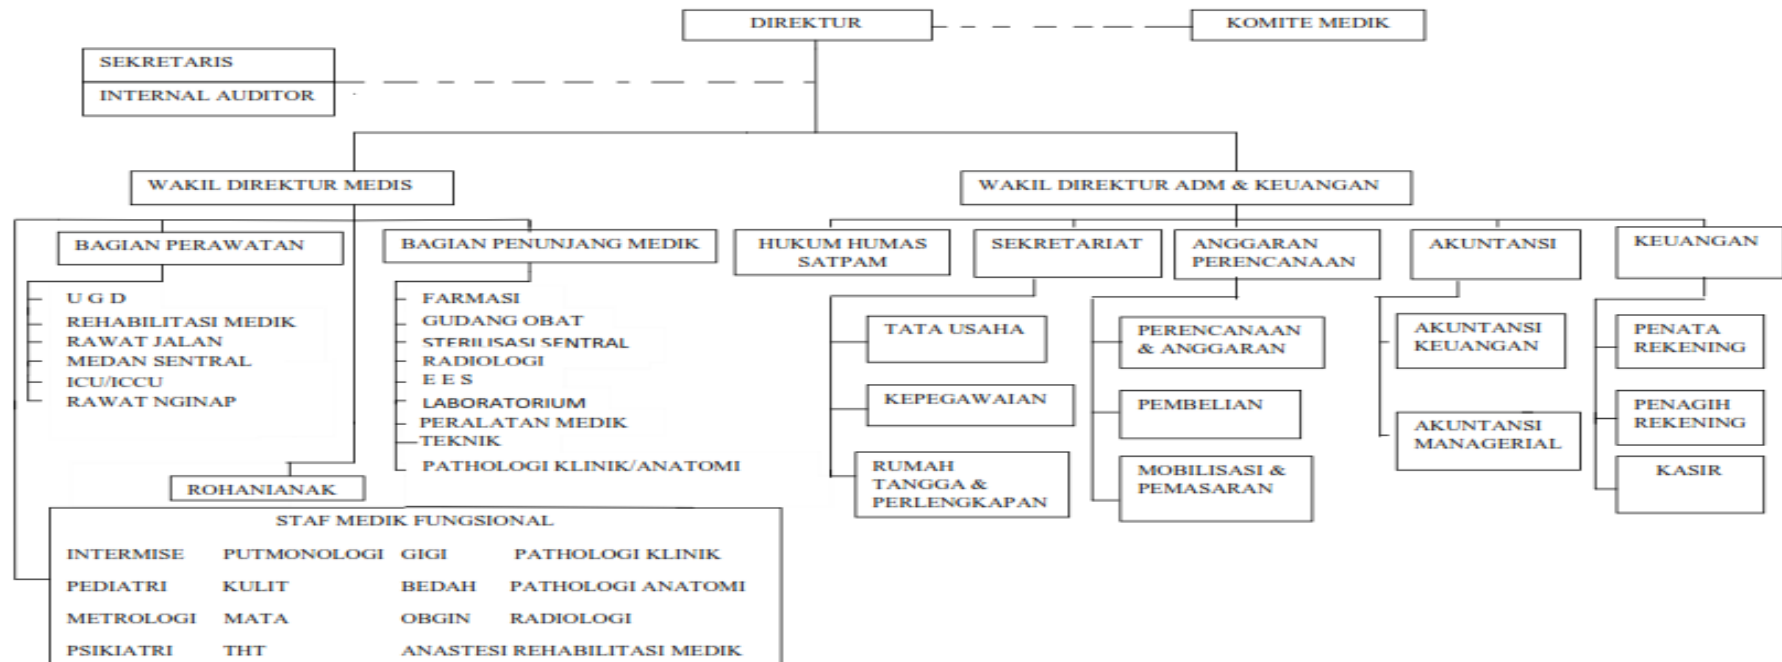 DIREKTUR
KOMITE MEDIK
SEKRETARIS
INTERNAL AUDITOR
WAKIL DIREKTUR MEDIS
WAKIL DIREKTUR ADM & KEUANGAN
BAGIAN PERAWATAN
U G D
REHABILITASI MEDIK
RAWAT JALAN
MEDAN SENTRAL
ICU/ICCU
RAWAT NGINAP
BAGIAN PENUNJANG MEDIK
FARMASI
GUDANG OBAT
STERILISASI SENTRAL
RADIOLOGI
E E S
LABORATORIUM
PERALATAN MEDIK
TEKNIK
PATHOLOGI KLINIK/ANATOMI
ROHANIANAK
STAF MEDIK FUNGSIONAL
INTERMISE PUTMONOLOGI GIGI PATHOLOGI KLINIK
PEDIATRI KULIT BEDAH PATHOLOGI ANATOMI
METROLOGI MATA OBGIN RADIOLOGI
PSIKIATRI THT ANASTESI REHABILITASI MEDIK
HUKUM HUMAS
SATPAM
SEKRETARIAT
TATA USAHA
KEPEGAWAIAN
RUMAH
TANGGA &
PERLENGKAPAN
ANGGARAN
PERENCANAAN
PERENCANAAN
& ANGGARAN
PEMBELIAN
MOBILISASI &
PEMASARAN
AKUNTANSI
AKUNTANSI
KEUANGAN
AKUNTANSI
MANAGERIAL
KEUANGAN
PENATA
REKENING
PENAGIH
REKENING
KASIR